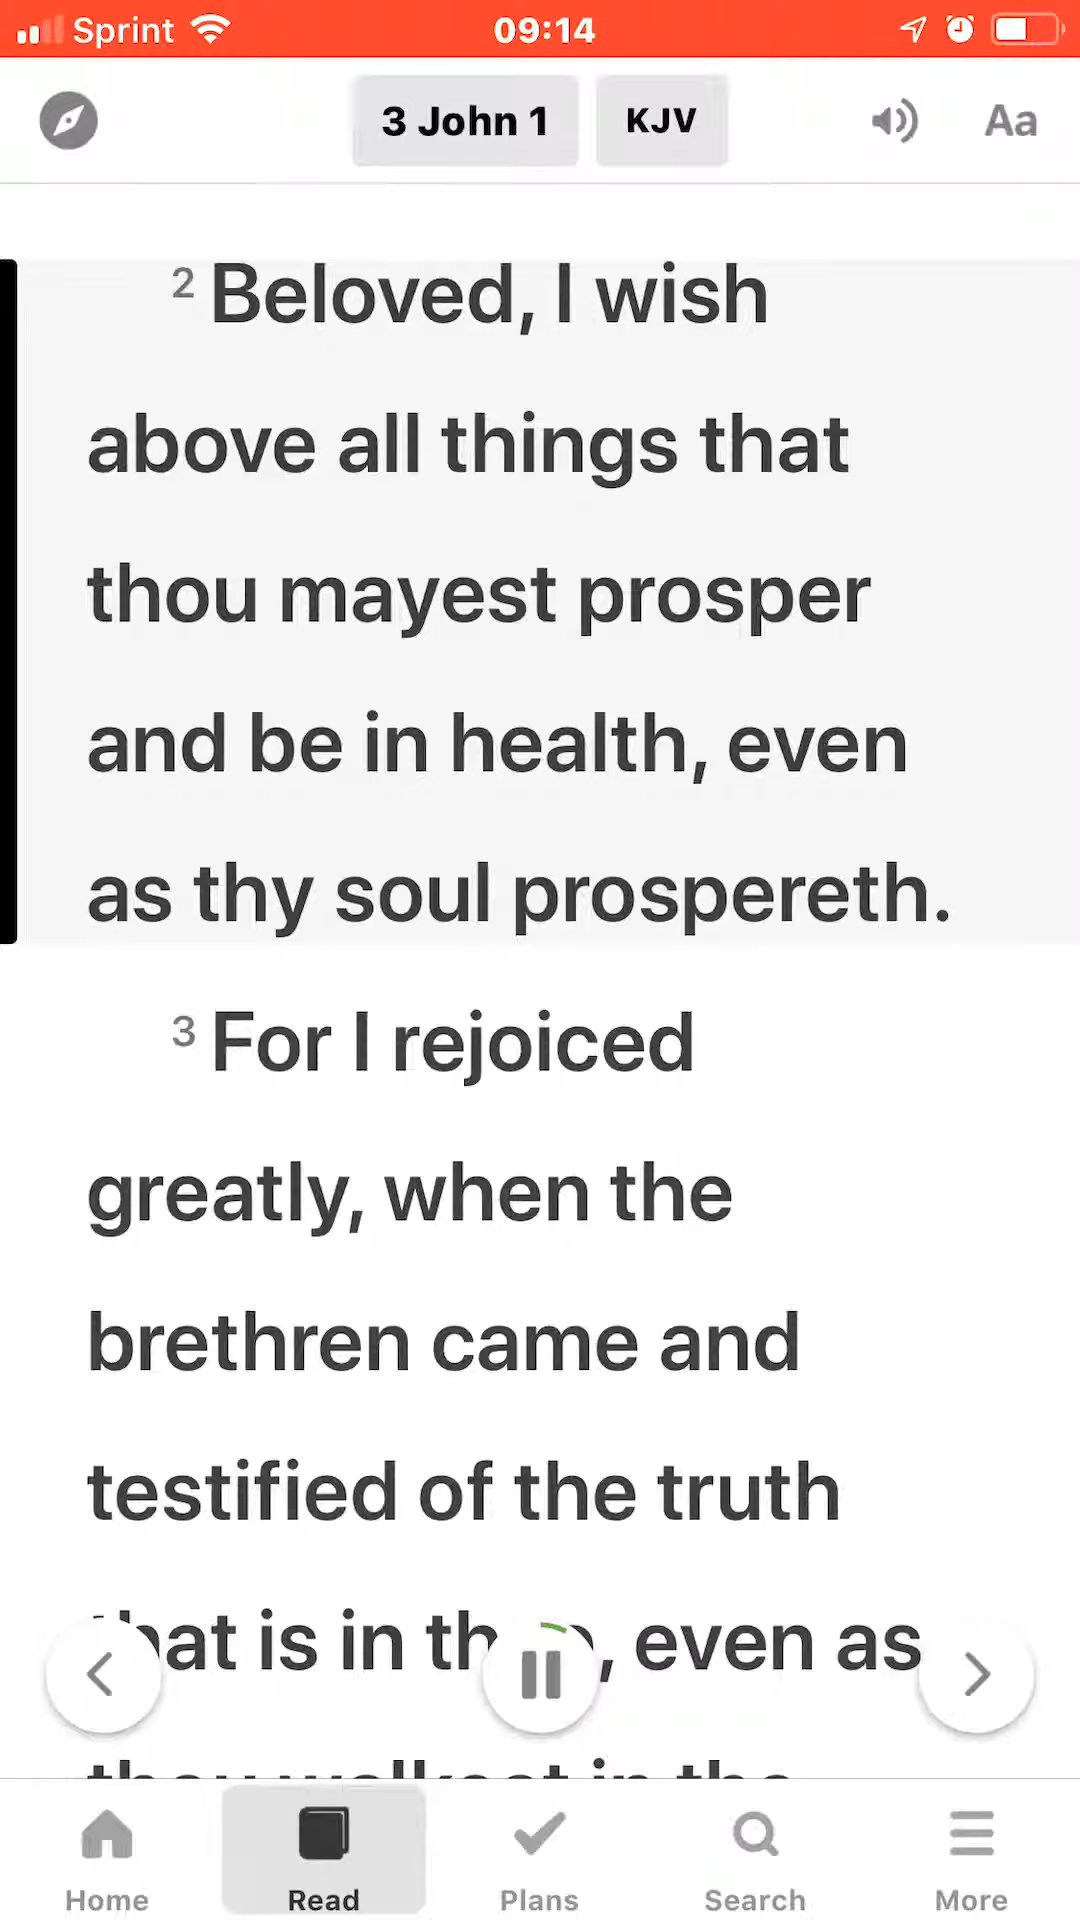 Sprint 09:14
3 John 1 KJV Aa
2 Beloved, I wish
above all things that
thou mayest prosper
and be in health, even
as thy soul prospereth.
3 For I rejoiced
greatly, when the
brethren came and
testified of the truth
is in , even as
Home Read Plans Search More